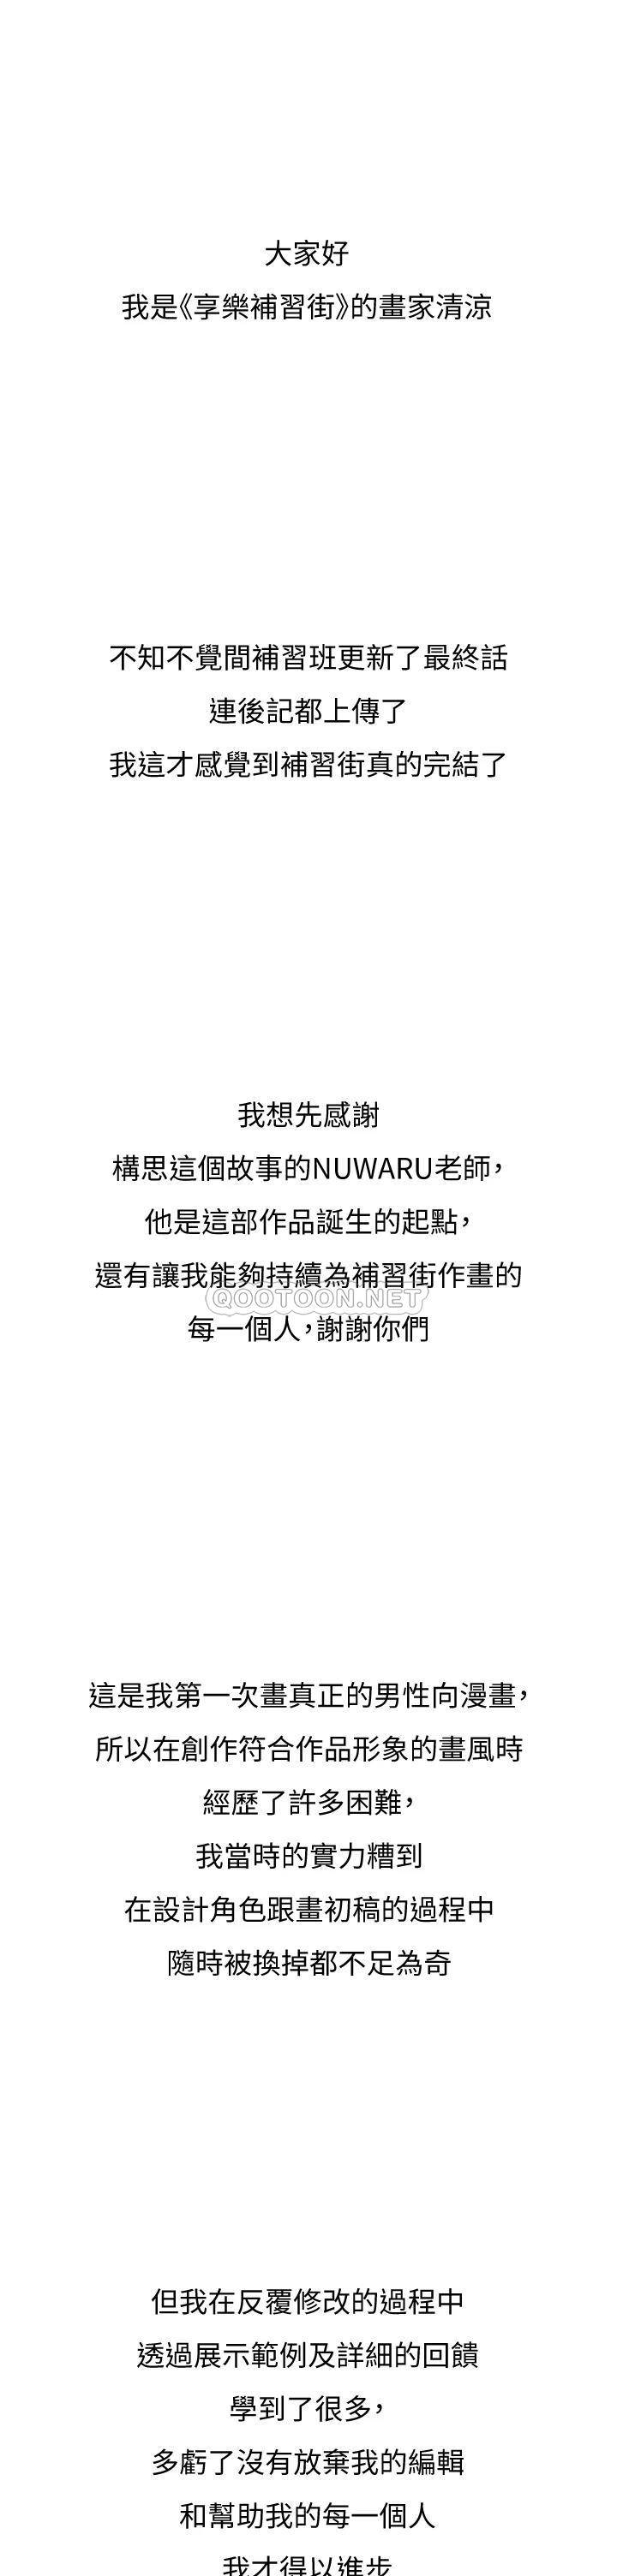 大家好
我是《享樂補習街》的畫家清涼
不知不覺間補習班更新了最終話
連後記都上傳了
我這才感覺到補習街真的完結了
我想先感謝
構思這個故事的NUWARU老師，
他是這部作品誕生的起點，
還有讓我能夠持續為補習街作畫的
QOOTOON.NET
每一個人，謝謝你們
這是我第一次畫真正的男性向漫畫，
所以在創作符合作品形象的畫風時
經歷了許多困難，
我當時的實力糟到
在設計角色跟畫初稿的過程中
隨時被換掉都不足為奇
但我在反覆修改的過程中
透過展示範例及詳細的回饋
學到了很多，
多虧了沒有放棄我的編輯
和幫助我的每一個人
我才得以進步